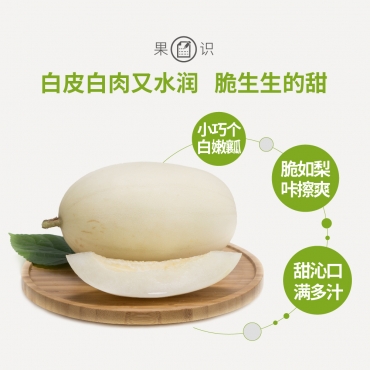 果识
白皮白肉又水润 脆生生的甜
小巧个
白嫩瓤
脆如梨
咔擦爽
甜沁口
满多汁